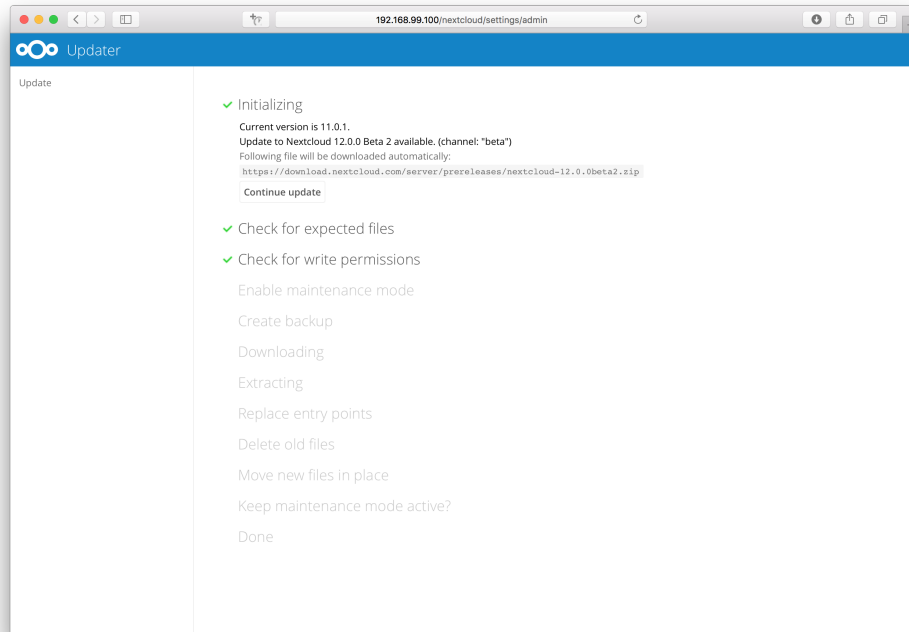 192.168.99.100/nextcloud/settings/admin
Updater
Update
Initializing
Current version is 11.0.1.
Update to Nextcloud 12.0.0 Beta 2 available. (channel: "beta")
Following file will be downloaded automatically:
https://download.nextcloud.com/server/prereleases/nextcloud-12.0.0beta2.zip
Continue update
Check for expected files
Check for write permissions
Enable maintenance mode
Create backup
Downloading
Extracting
Replace entry points
Delete old files
Move new files in place
Keep maintenance mode active?
Done